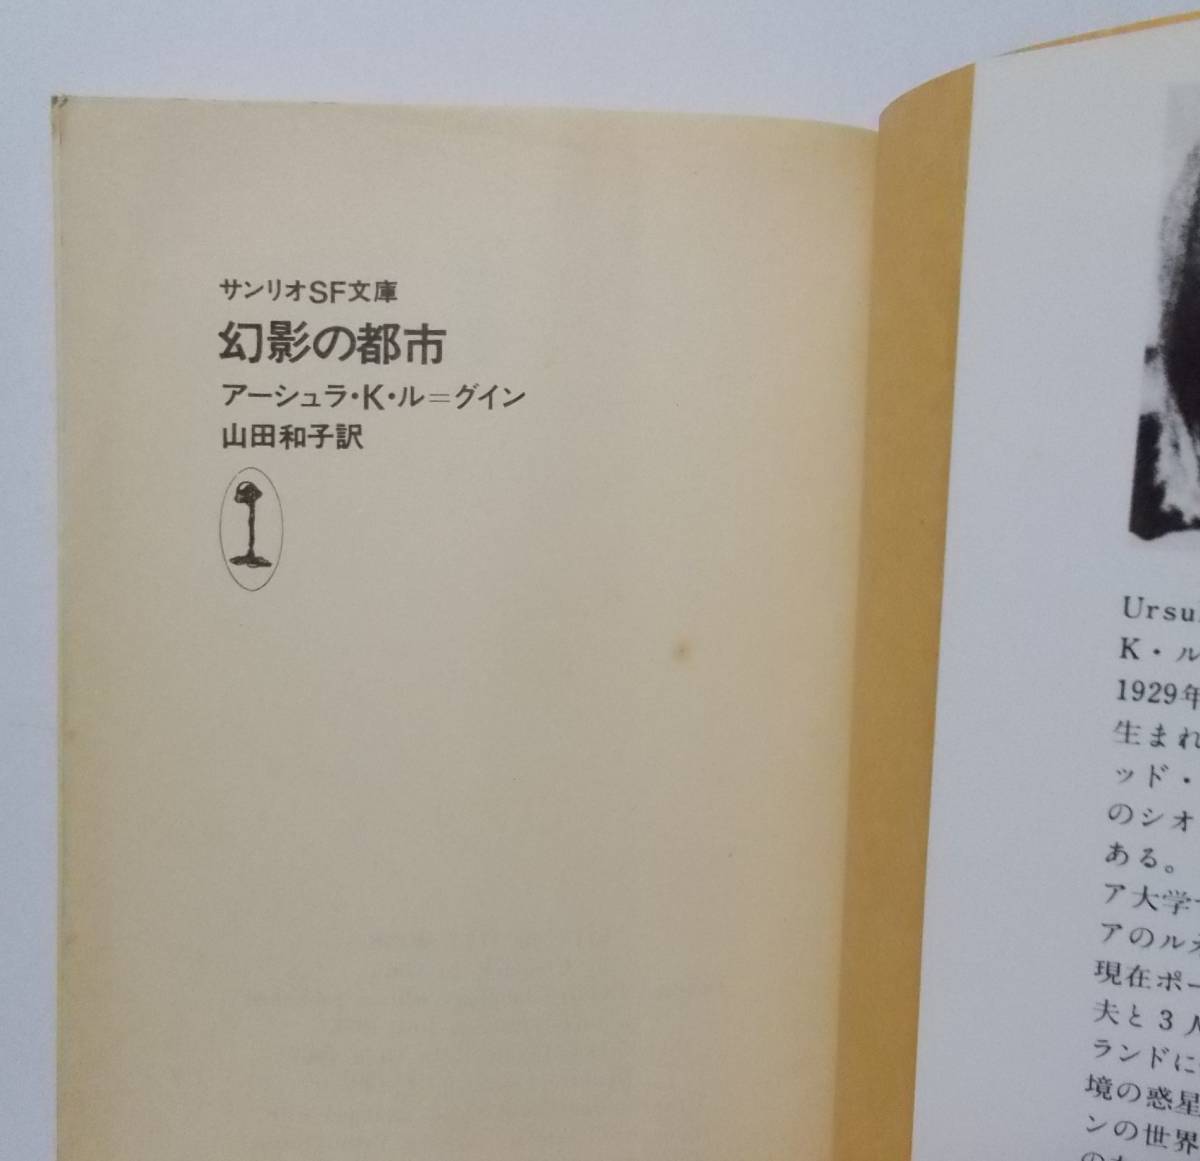 サンリオSF文庫
幻影の都市
アーシュラ・K・ル＝グイン
山田和子訳
Ursu
K・ル
1929年
生まれ
ッド・
のシオ
ある。
ア大学
アのルネ
現在ポー
夫と3人
ランドに
境の惑星
ンの世界